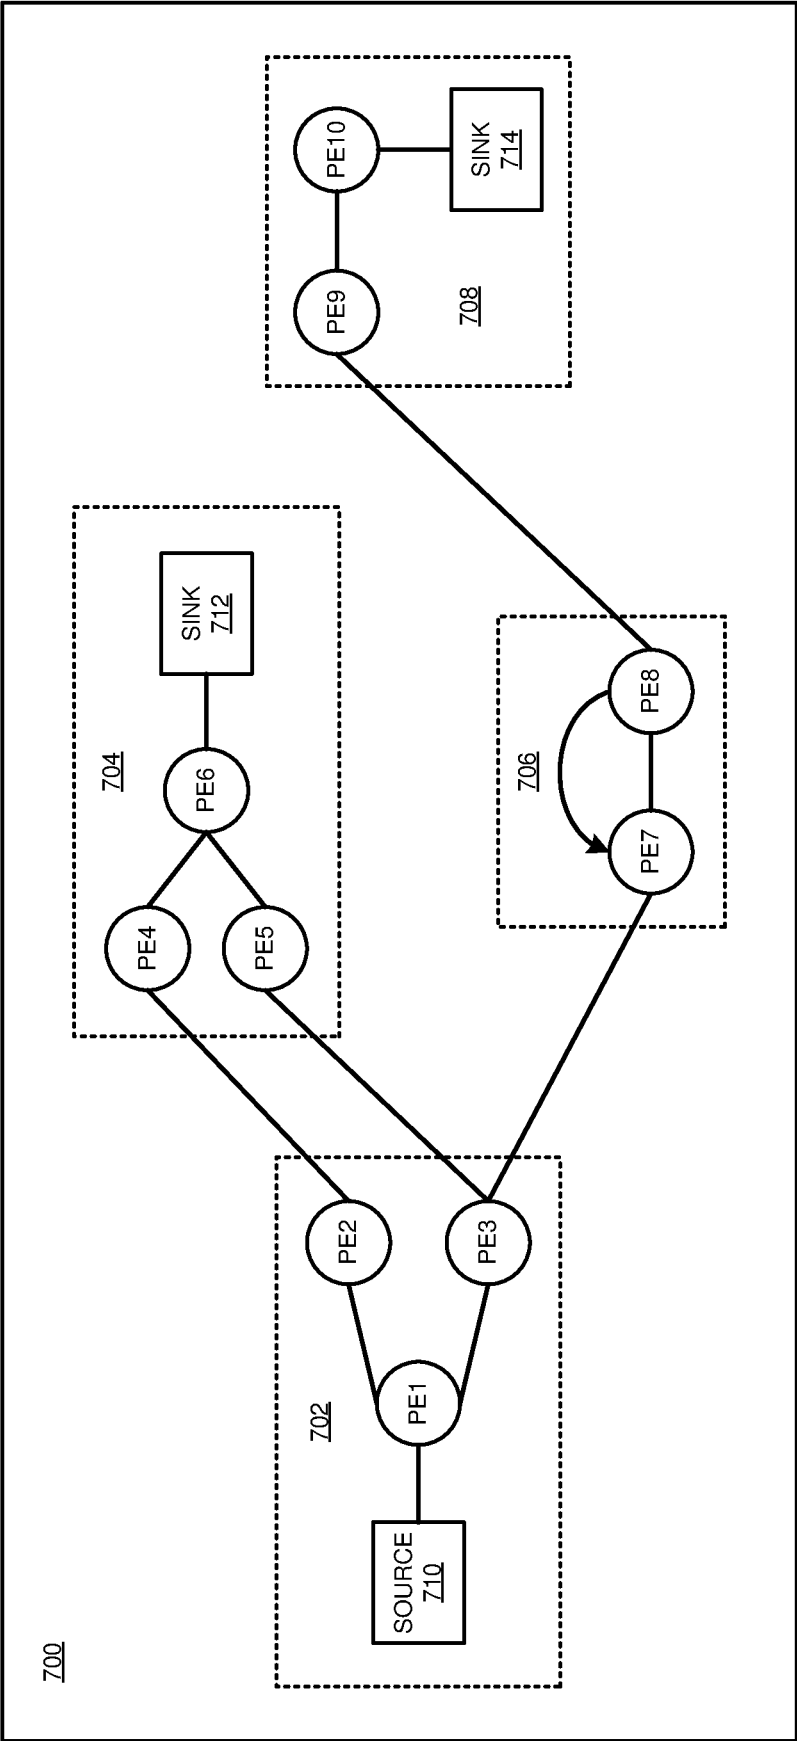 700
702
SOURCE
710
PE1
PE2
PE3
704
PE4
PE5
PE6
SINK
712
706
PE7
PE8
708
PE9
PE10
SINK
714